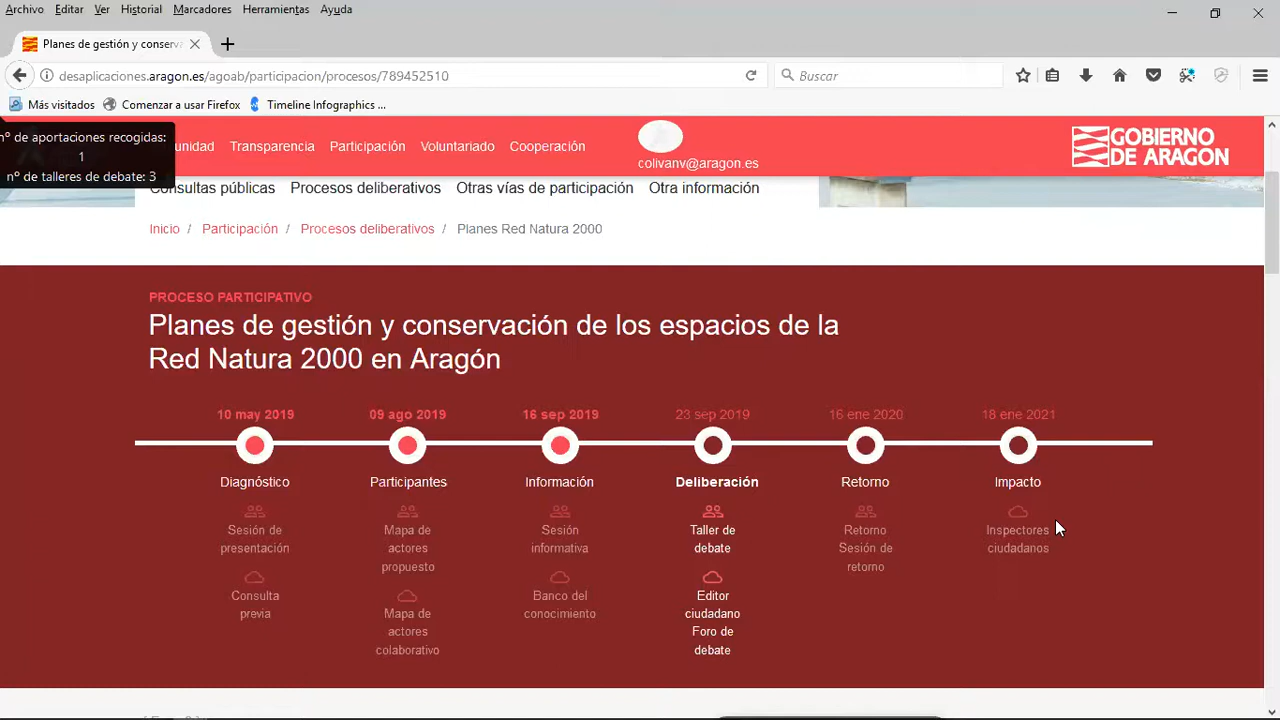 Archivo Editar Ver Historial Marcadores Herramientas Ayuda
Planes de gestión y conserv
desaplicaciones.aragon.es/agoab/participacion/procesos/789452510
Buscar
Más visitados Comenzar a usar Firefox Timeline Infographics ...
nº de aportaciones recogidas:
1
nº de talleres de debate: 3
unidad Transparencia Participación Voluntariado Cooperación
colivanv@aragon.es
GOBIERNO
DE ARAGON
Consultas públicas Procesos deliberativos Otras vías de participación Otra información
Inicio / Participación / Procesos deliberativos / Planes Red Natura 2000
PROCESO PARTICIPATIVO
Planes de gestión y conservación de los espacios de la
Red Natura 2000 en Aragón
10 may 2019
Diagnóstico
Sesión de
presentación
Consulta
previa
09 ago 2019
Participantes
Mapa de
actores
propuesto
Mapa de
actores
colaborativo
16 sep 2019
Información
Sesión
informativa
Banco del
conocimiento
23 sep 2019
Deliberación
Taller de
debate
Editor
ciudadano
Foro de
debate
16 ene 2020
Retorno
Retorno
Sesión de
retorno
18 ene 2021
Impacto
Inspectores
ciudadanos